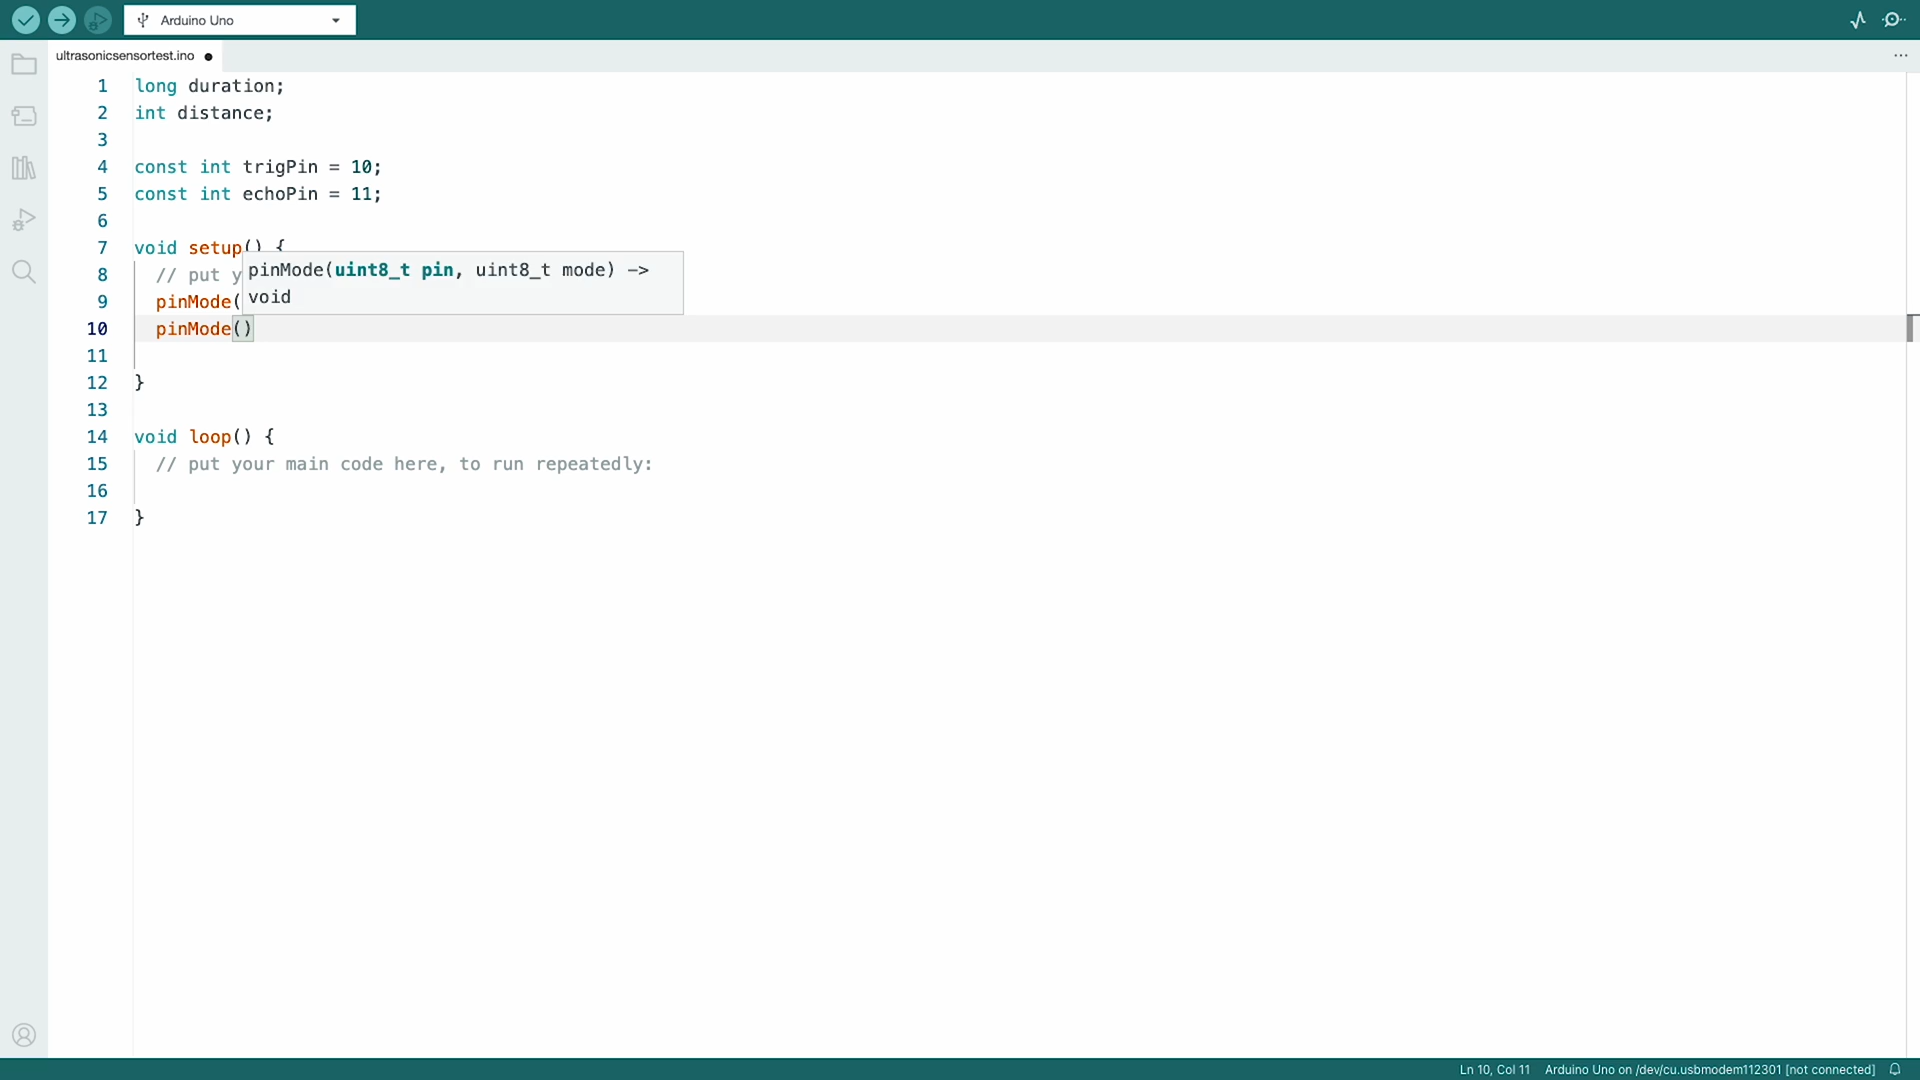 Arduino Uno
ultrasonicsensortest.ino
1 long duration;
2 int distance;
3
4 const int trigPin = 10;
5 const int echoPin = 11;
6
7 void setup() {
pinMode(uint8_t pin, uint8_t mode) ->
8 // put y
void
9 pinMode(
10 pinMode()
11
12 }
13
14 void loop() {
15 // put your main code here, to run repeatedly:
16
17 }
Ln 10, Col 11 Arduino Uno on /dev/cu.usbmodem112301 [not connected]